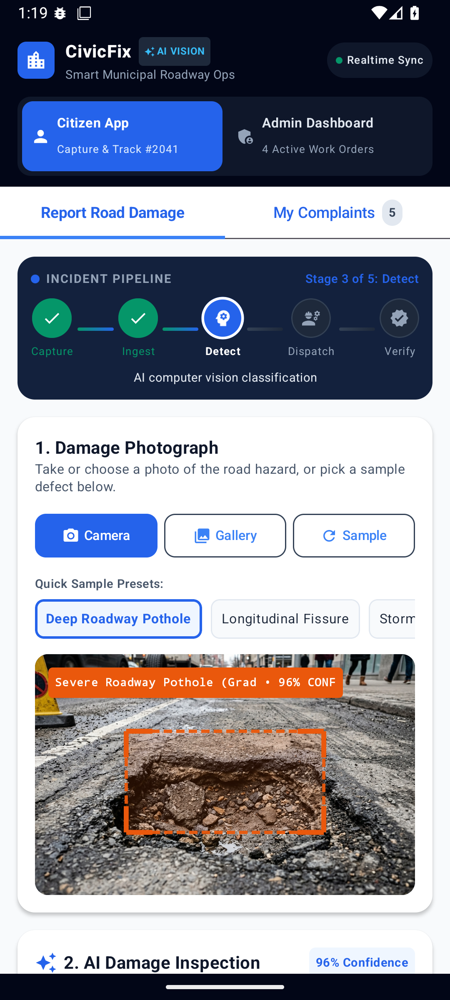 1:19
CivicFix
AI VISION
Smart Municipal Roadway Ops
Realtime Sync
Citizen App
Capture & Track #2041
Admin Dashboard
4 Active Work Orders
Report Road Damage
My Complaints 5
INCIDENT PIPELINE
Stage 3 of 5: Detect
Capture
Ingest
Detect
Dispatch
Verify
AI computer vision classification
1. Damage Photograph
Take or choose a photo of the road hazard, or pick a sample
defect below.
Camera
Gallery
Sample
Quick Sample Presets:
Deep Roadway Pothole
Longitudinal Fissure
Storm
Severe Roadway Pothole (Grad • 96% CONF
2. AI Damage Inspection
96% Confidence